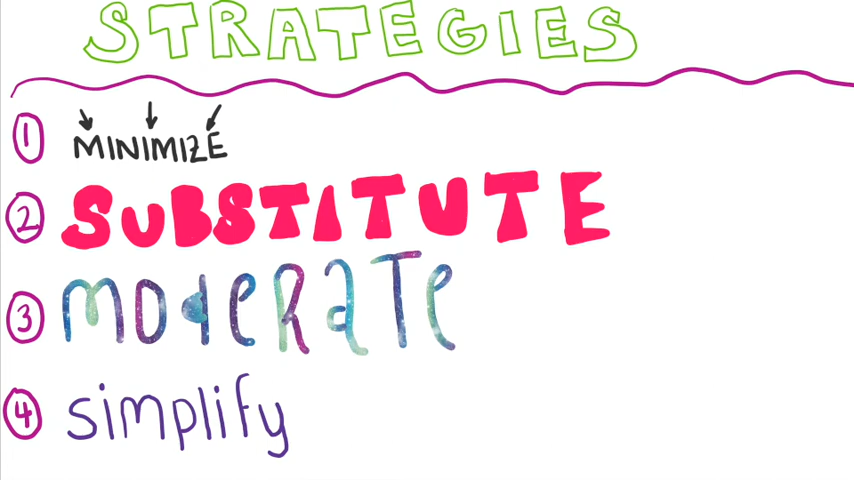 STRATEGIES
1 MINIMIZE
2 SUBSTITUTE
3 moderate
4 simplify